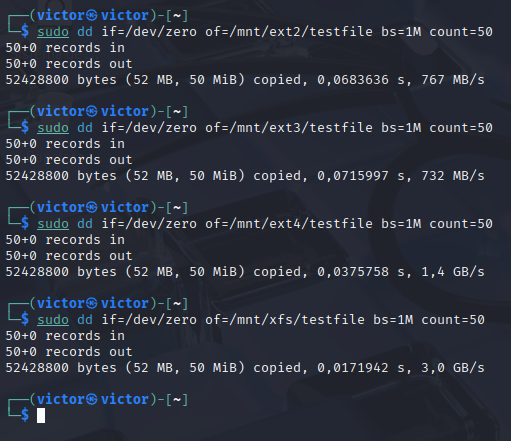 ┌──(victor㉿victor)-[~]
└─$ sudo dd if=/dev/zero of=/mnt/ext2/testfile bs=1M count=50
50+0 records in
50+0 records out
52428800 bytes (52 MB, 50 MiB) copied, 0,0683636 s, 767 MB/s
┌──(victor㉿victor)-[~]
└─$ sudo dd if=/dev/zero of=/mnt/ext3/testfile bs=1M count=50
50+0 records in
50+0 records out
52428800 bytes (52 MB, 50 MiB) copied, 0,0715997 s, 732 MB/s
┌──(victor㉿victor)-[~]
└─$ sudo dd if=/dev/zero of=/mnt/ext4/testfile bs=1M count=50
50+0 records in
50+0 records out
52428800 bytes (52 MB, 50 MiB) copied, 0,0375758 s, 1,4 GB/s
┌──(victor㉿victor)-[~]
└─$ sudo dd if=/dev/zero of=/mnt/xfs/testfile bs=1M count=50
50+0 records in
50+0 records out
52428800 bytes (52 MB, 50 MiB) copied, 0,0171942 s, 3,0 GB/s
┌──(victor㉿victor)-[~]
└─$